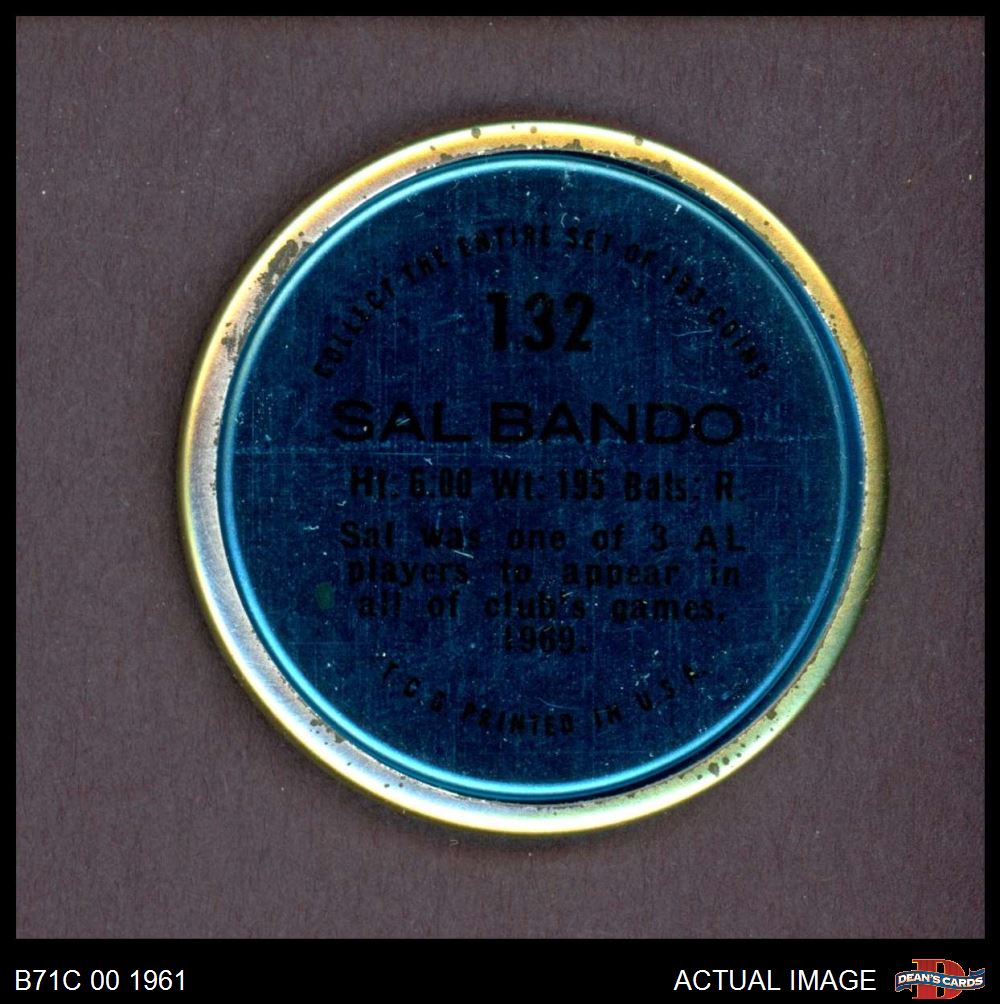 COLLECT THE ENTIRE SET OF 153 COINS
132
SAL BANDO
Ht: 6.00 Wt: 195 Bats: R.
Sal was one of 3 AL
players to appear in
all of club's games,
1969.
T.C.G. PRINTED IN U.S.A.
B71C 00 1961
ACTUAL IMAGE
DEAN'S CARDS